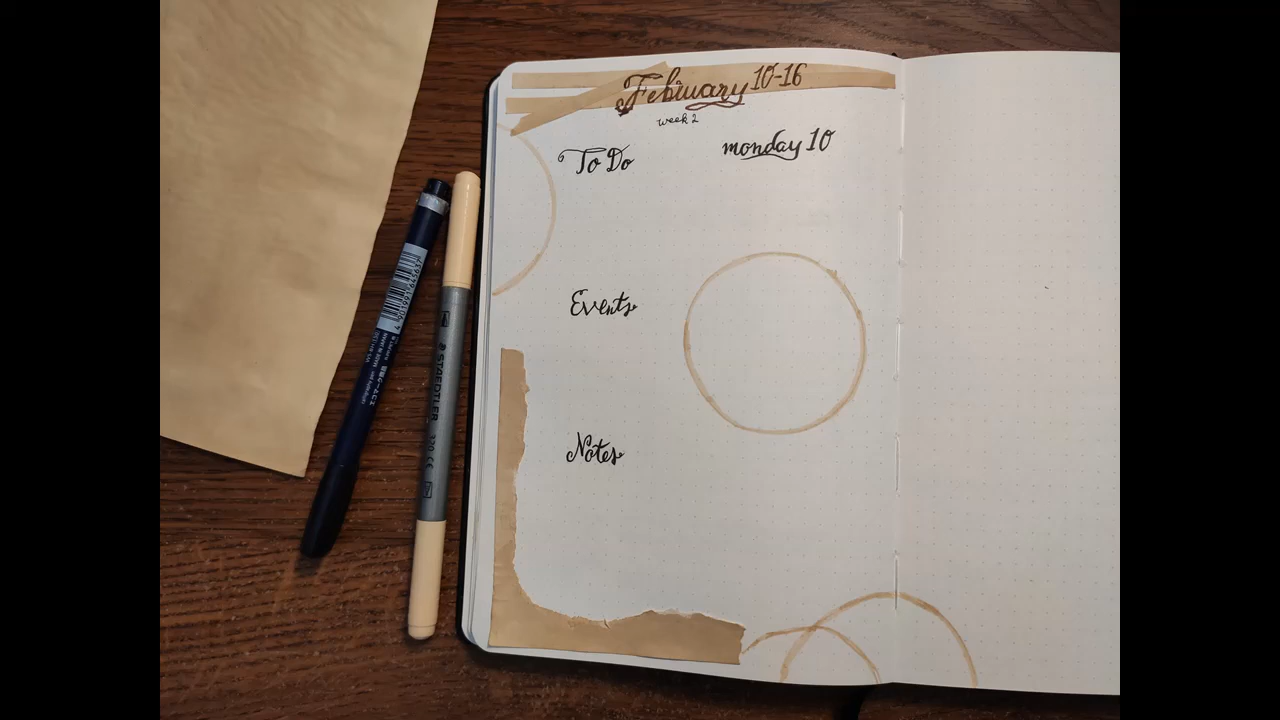 February 10-16
week 2
To Do
monday 10
Events
Notes
STAEDTLER